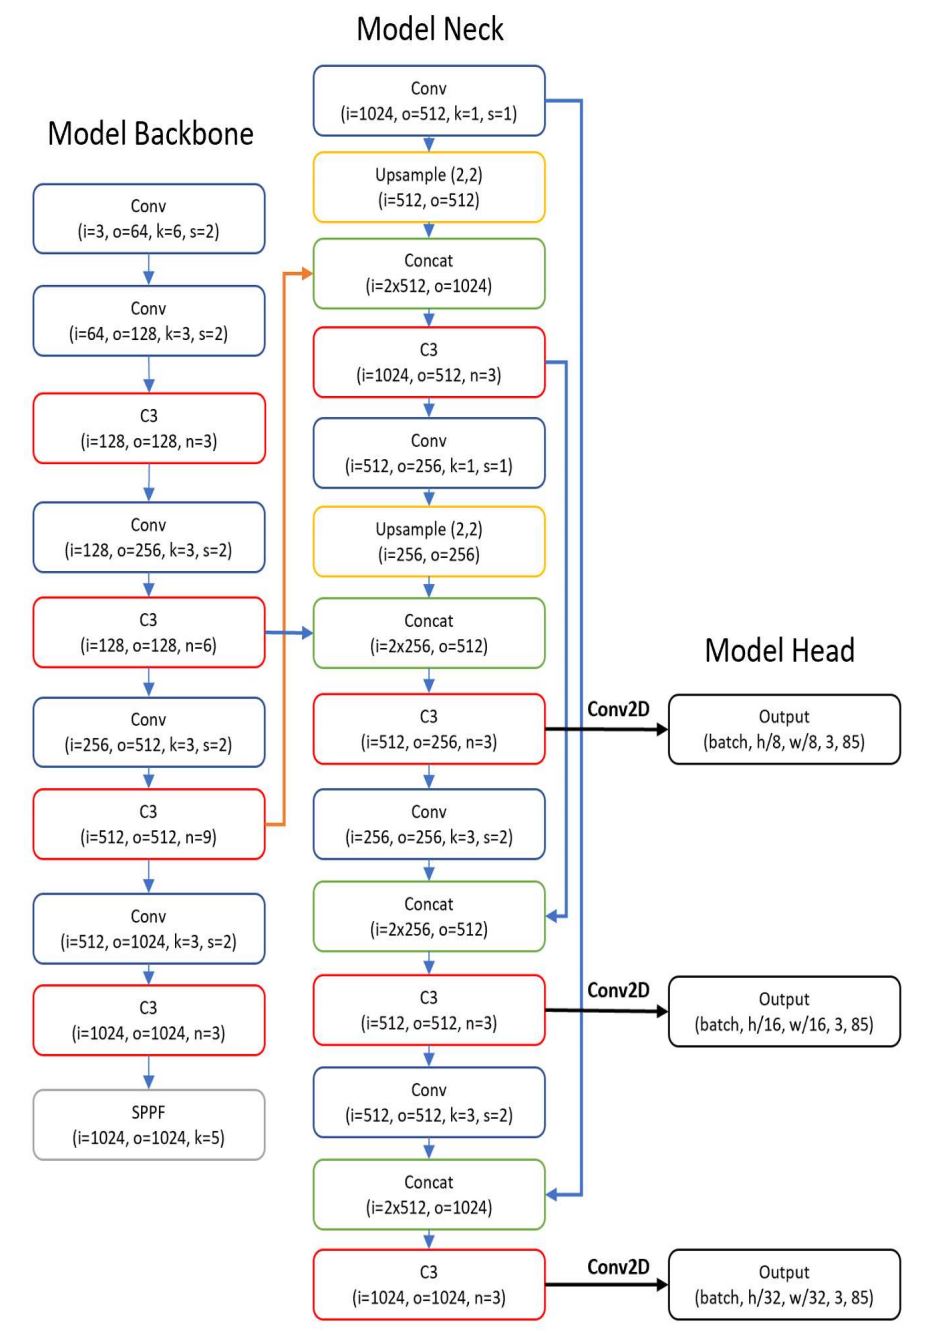 Model Backbone
Conv
(i=3, o=64, k=6, s=2)
Conv
(i=64, o=128, k=3, s=2)
C3
(i=128, o=128, n=3)
Conv
(i=128, o=256, k=3, s=2)
C3
(i=128, o=128, n=6)
Conv
(i=256, o=512, k=3, s=2)
C3
(i=512, o=512, n=9)
Conv
(i=512, o=1024, k=3, s=2)
C3
(i=1024, o=1024, n=3)
SPPF
(i=1024, o=1024, k=5)
Model Neck
Conv
(i=1024, o=512, k=1, s=1)
Upsample (2,2)
(i=512, o=512)
Concat
(i=2x512, o=1024)
C3
(i=1024, o=512, n=3)
Conv
(i=512, o=256, k=1, s=1)
Upsample (2,2)
(i=256, o=256)
Concat
(i=2x256, o=512)
C3
(i=512, o=256, n=3)
Conv
(i=256, o=256, k=3, s=2)
Concat
(i=2x256, o=512)
C3
(i=512, o=512, n=3)
Conv
(i=512, o=512, k=3, s=2)
Concat
(i=2x512, o=1024)
C3
(i=1024, o=1024, n=3)
Model Head
Conv2D
Output
(batch, h/8, w/8, 3, 85)
Conv2D
Output
(batch, h/16, w/16, 3, 85)
Conv2D
Output
(batch, h/32, w/32, 3, 85)